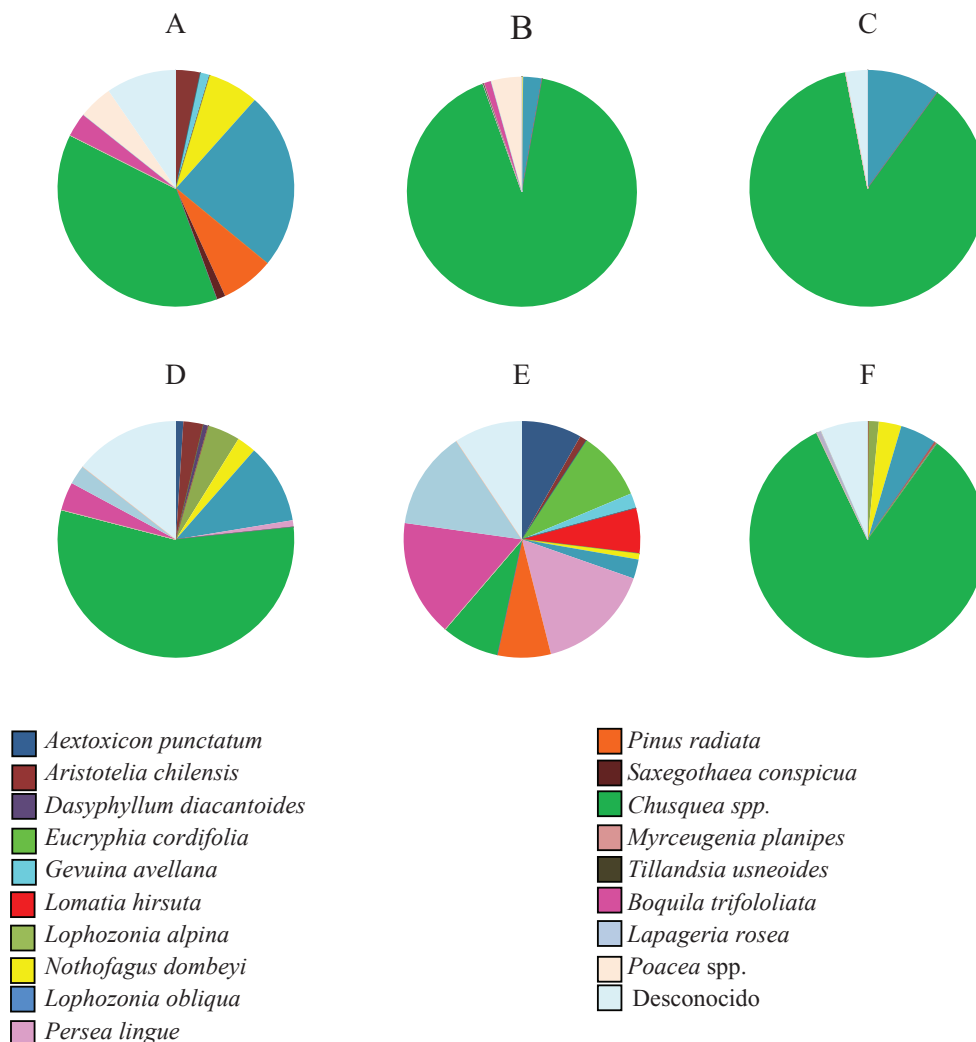 A
B
C
D
E
F
Aextoxicon punctatum
Aristotelia chilensis
Dasyphyllum diacantoides
Eucryphia cordifolia
Gevuina avellana
Lomatia hirsuta
Lophozonia alpina
Nothofagus dombeyi
Lophozonia obliqua
Persea lingue
Pinus radiata
Saxegothaea conspicua
Chusquea spp.
Myrceugenia planipes
Tillandsia usneoides
Boquila trifololiata
Lapageria rosea
Poacea spp.
Desconocido